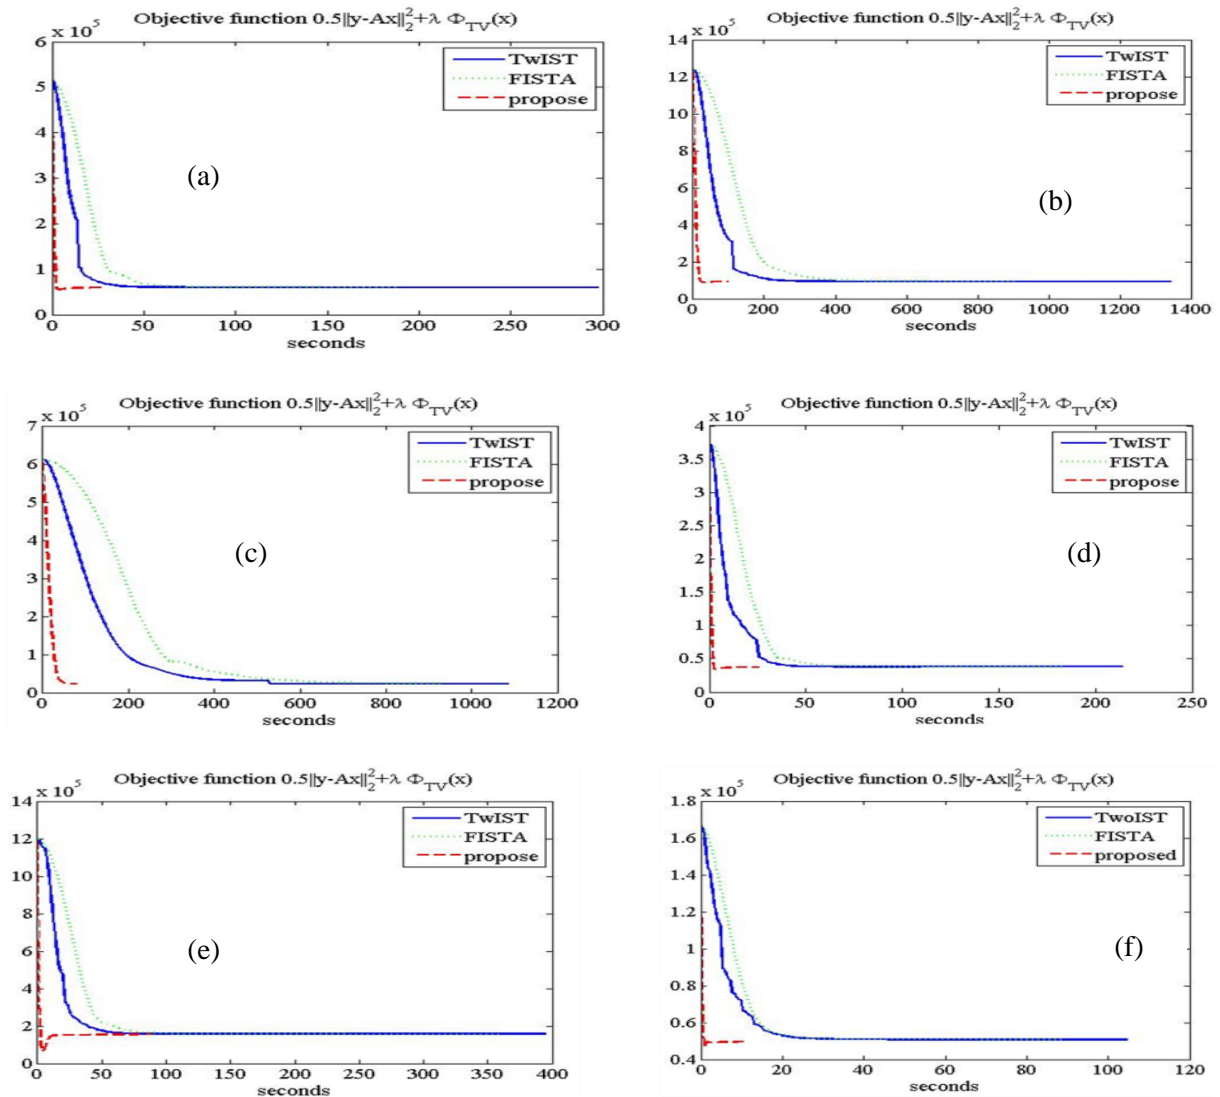 Objective function 0.5||y-Ax||₂²+λ Φ_TV(x)
x 10⁵
6
5
4
3
2
1
0
TwIST
FISTA
propose
(a)
0 50 100 150 200 250 300
seconds
Objective function 0.5||y-Ax||₂²+λ Φ_TV(x)
x 10⁵
14
12
10
8
6
4
2
0
TwIST
FISTA
propose
(b)
0 200 400 600 800 1000 1200 1400
seconds
Objective function 0.5||y-Ax||₂²+λ Φ_TV(x)
x 10⁵
7
6
5
4
3
2
1
0
TwIST
FISTA
propose
(c)
0 200 400 600 800 1000 1200
seconds
Objective function 0.5||y-Ax||₂²+λ Φ_TV(x)
x 10⁵
4
3.5
3
2.5
2
1.5
1
0.5
0
TwIST
FISTA
propose
(d)
0 50 100 150 200 250
seconds
Objective function 0.5||y-Ax||₂²+λ Φ_TV(x)
x 10⁵
14
12
10
8
6
4
2
0
TwIST
FISTA
propose
(e)
0 50 100 150 200 250 300 350 400
seconds
Objective function 0.5||y-Ax||₂²+λ Φ_TV(x)
x 10⁵
1.8
1.6
1.4
1.2
1
0.8
0.6
0.4
TwoIST
FISTA
proposed
(f)
0 20 40 60 80 100 120
seconds